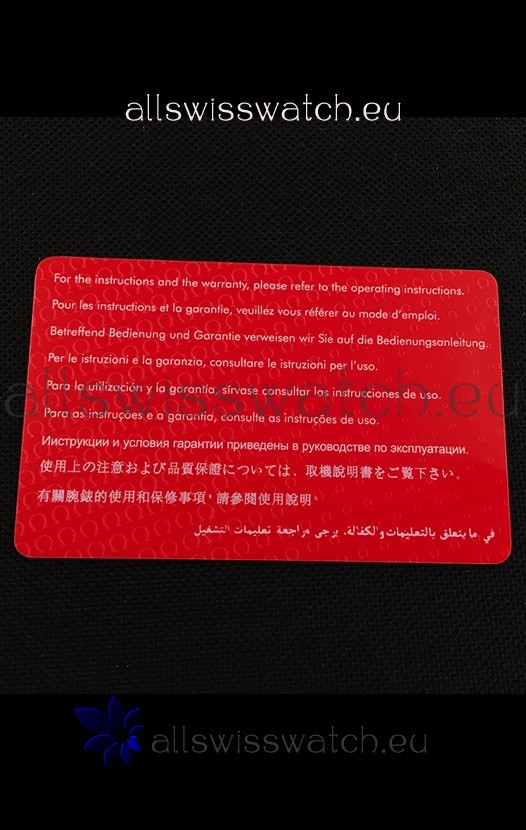 allswisswatch.eu
For the instructions and the warranty, please refer to the operating instructions.
Pour les instructions et la garantie, veuillez vous référer au mode d'emploi.
Betreffend Bedienung und Garantie verweisen wir Sie auf die Bedienungsanleitung.
Per le istruzioni e la garanzia, consultare le istruzioni per l'uso.
Para la utilización y la garantía, sírvase consultar las instrucciones de uso.
allswisswatch.eu
Para as instruções e a garantia, consulte as instruções de uso.
Инструкции и условия гарантии приведены в руководстве по эксплуатации.
使用上の注意および品質保證については、取機說明書をご覽下さい。
有關腕錶的使用和保修事項，請參閱使用說明。
في ما يتعلق بالتعليمات والكفالة، يرجى مراجعة تعليمات التشغيل
allswisswatch.eu